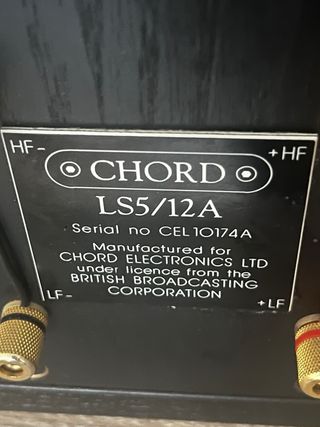 HF- +HF
CHORD
LS5/12A
Serial no CEL10174A
Manufactured for
CHORD ELECTRONICS LTD
under licence from the
BRITISH BROADCASTING
CORPORATION
LF- +LF